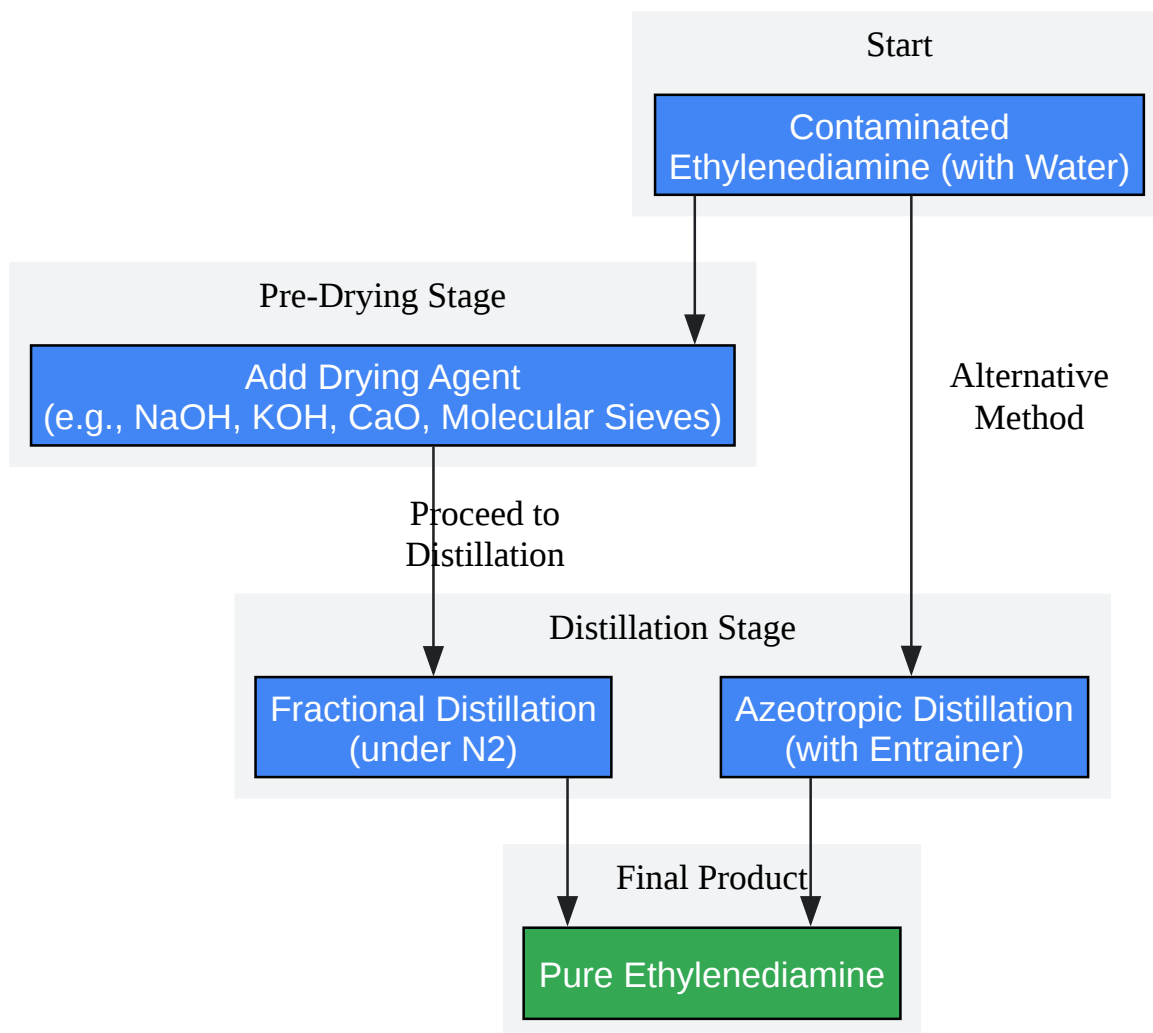 Start
Contaminated
Ethylenediamine (with Water)
Pre-Drying Stage
Add Drying Agent
(e.g., NaOH, KOH, CaO, Molecular Sieves)
Alternative
Method
Proceed to
Distillation
Distillation Stage
Fractional Distillation
(under N2)
Azeotropic Distillation
(with Entrainer)
Final Product
Pure Ethylenediamine